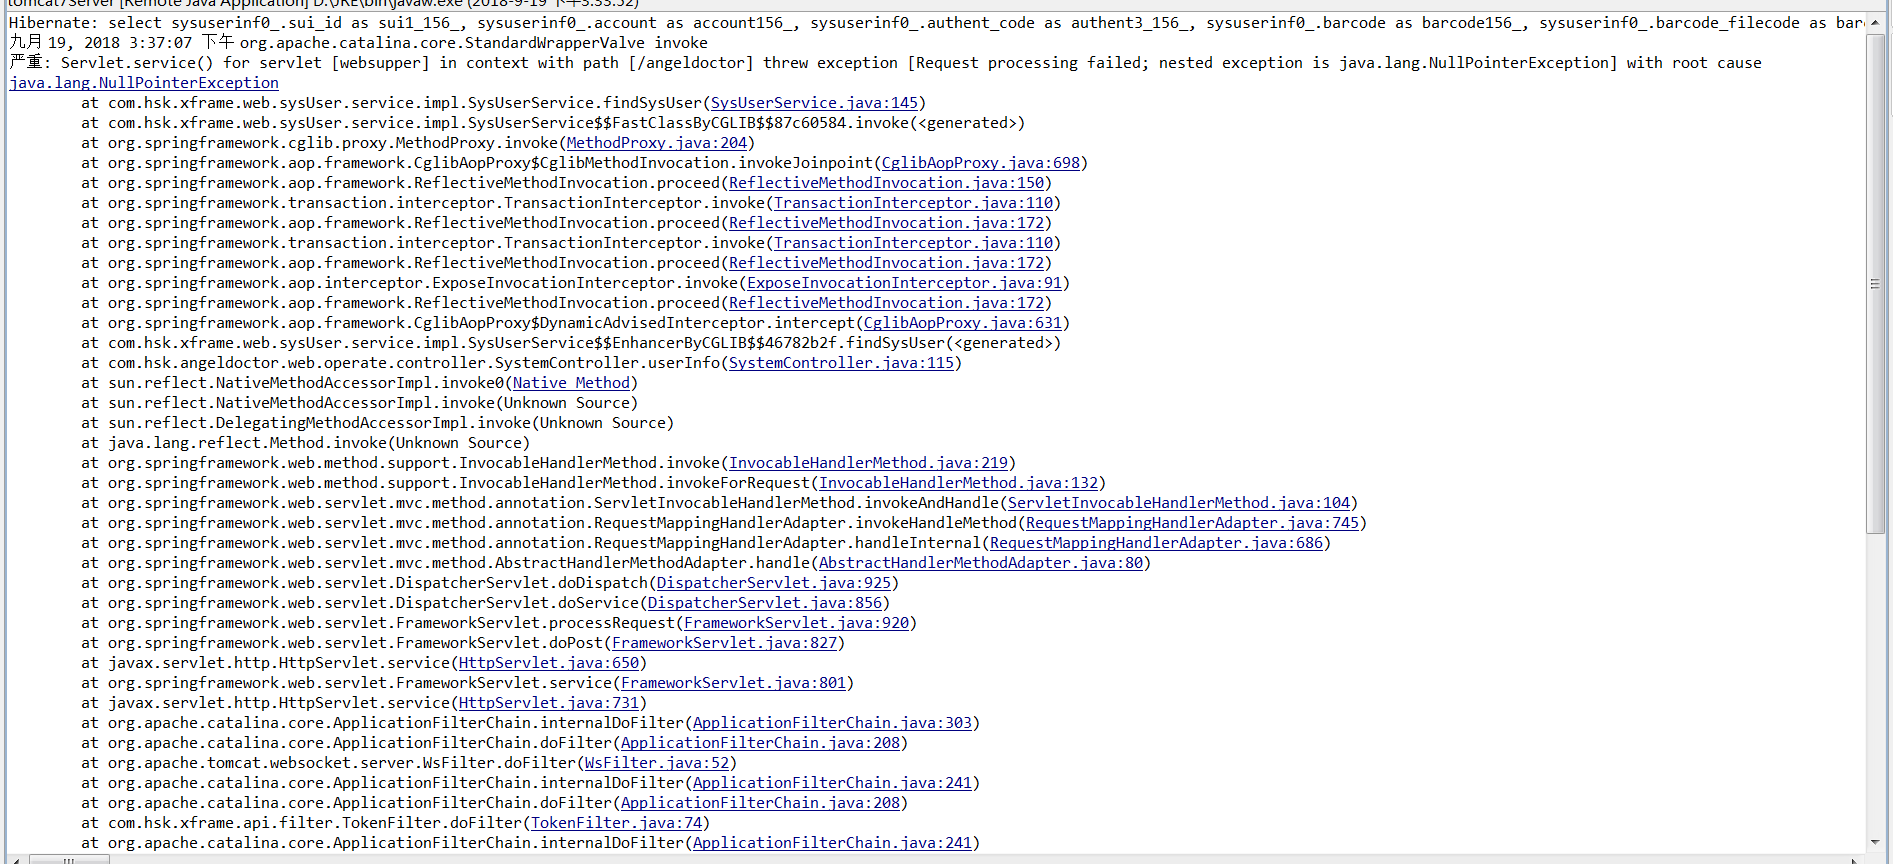 tomcat7Server [Remote Java Application] D:\JRE\bin\javaw.exe (2018-9-19 下午3:33:52)
Hibernate: select sysuserinf0_.sui_id as sui1_156_, sysuserinf0_.account as account156_, sysuserinf0_.authent_code as authent3_156_, sysuserinf0_.barcode as barcode156_, sysuserinf0_.barcode_filecode as bar
九月 19, 2018 3:37:07 下午 org.apache.catalina.core.StandardWrapperValve invoke
严重: Servlet.service() for servlet [websupper] in context with path [/angeldoctor] threw exception [Request processing failed; nested exception is java.lang.NullPointerException] with root cause
java.lang.NullPointerException
at com.hsk.xframe.web.sysUser.service.impl.SysUserService.findSysUser(SysUserService.java:145)
at com.hsk.xframe.web.sysUser.service.impl.SysUserService$$FastClassByCGLIB$$87c60584.invoke(<generated>)
at org.springframework.cglib.proxy.MethodProxy.invoke(MethodProxy.java:204)
at org.springframework.aop.framework.CglibAopProxy$CglibMethodInvocation.invokeJoinpoint(CglibAopProxy.java:698)
at org.springframework.aop.framework.ReflectiveMethodInvocation.proceed(ReflectiveMethodInvocation.java:150)
at org.springframework.transaction.interceptor.TransactionInterceptor.invoke(TransactionInterceptor.java:110)
at org.springframework.aop.framework.ReflectiveMethodInvocation.proceed(ReflectiveMethodInvocation.java:172)
at org.springframework.transaction.interceptor.TransactionInterceptor.invoke(TransactionInterceptor.java:110)
at org.springframework.aop.framework.ReflectiveMethodInvocation.proceed(ReflectiveMethodInvocation.java:172)
at org.springframework.aop.interceptor.ExposeInvocationInterceptor.invoke(ExposeInvocationInterceptor.java:91)
at org.springframework.aop.framework.ReflectiveMethodInvocation.proceed(ReflectiveMethodInvocation.java:172)
at org.springframework.aop.framework.CglibAopProxy$DynamicAdvisedInterceptor.intercept(CglibAopProxy.java:631)
at com.hsk.xframe.web.sysUser.service.impl.SysUserService$$EnhancerByCGLIB$$46782b2f.findSysUser(<generated>)
at com.hsk.angeldoctor.web.operate.controller.SystemController.userInfo(SystemController.java:115)
at sun.reflect.NativeMethodAccessorImpl.invoke0(Native Method)
at sun.reflect.NativeMethodAccessorImpl.invoke(Unknown Source)
at sun.reflect.DelegatingMethodAccessorImpl.invoke(Unknown Source)
at java.lang.reflect.Method.invoke(Unknown Source)
at org.springframework.web.method.support.InvocableHandlerMethod.invoke(InvocableHandlerMethod.java:219)
at org.springframework.web.method.support.InvocableHandlerMethod.invokeForRequest(InvocableHandlerMethod.java:132)
at org.springframework.web.servlet.mvc.method.annotation.ServletInvocableHandlerMethod.invokeAndHandle(ServletInvocableHandlerMethod.java:104)
at org.springframework.web.servlet.mvc.method.annotation.RequestMappingHandlerAdapter.invokeHandleMethod(RequestMappingHandlerAdapter.java:745)
at org.springframework.web.servlet.mvc.method.annotation.RequestMappingHandlerAdapter.handleInternal(RequestMappingHandlerAdapter.java:686)
at org.springframework.web.servlet.mvc.method.AbstractHandlerMethodAdapter.handle(AbstractHandlerMethodAdapter.java:80)
at org.springframework.web.servlet.DispatcherServlet.doDispatch(DispatcherServlet.java:925)
at org.springframework.web.servlet.DispatcherServlet.doService(DispatcherServlet.java:856)
at org.springframework.web.servlet.FrameworkServlet.processRequest(FrameworkServlet.java:920)
at org.springframework.web.servlet.FrameworkServlet.doPost(FrameworkServlet.java:827)
at javax.servlet.http.HttpServlet.service(HttpServlet.java:650)
at org.springframework.web.servlet.FrameworkServlet.service(FrameworkServlet.java:801)
at javax.servlet.http.HttpServlet.service(HttpServlet.java:731)
at org.apache.catalina.core.ApplicationFilterChain.internalDoFilter(ApplicationFilterChain.java:303)
at org.apache.catalina.core.ApplicationFilterChain.doFilter(ApplicationFilterChain.java:208)
at org.apache.tomcat.websocket.server.WsFilter.doFilter(WsFilter.java:52)
at org.apache.catalina.core.ApplicationFilterChain.internalDoFilter(ApplicationFilterChain.java:241)
at org.apache.catalina.core.ApplicationFilterChain.doFilter(ApplicationFilterChain.java:208)
at com.hsk.xframe.api.filter.TokenFilter.doFilter(TokenFilter.java:74)
at org.apache.catalina.core.ApplicationFilterChain.internalDoFilter(ApplicationFilterChain.java:241)